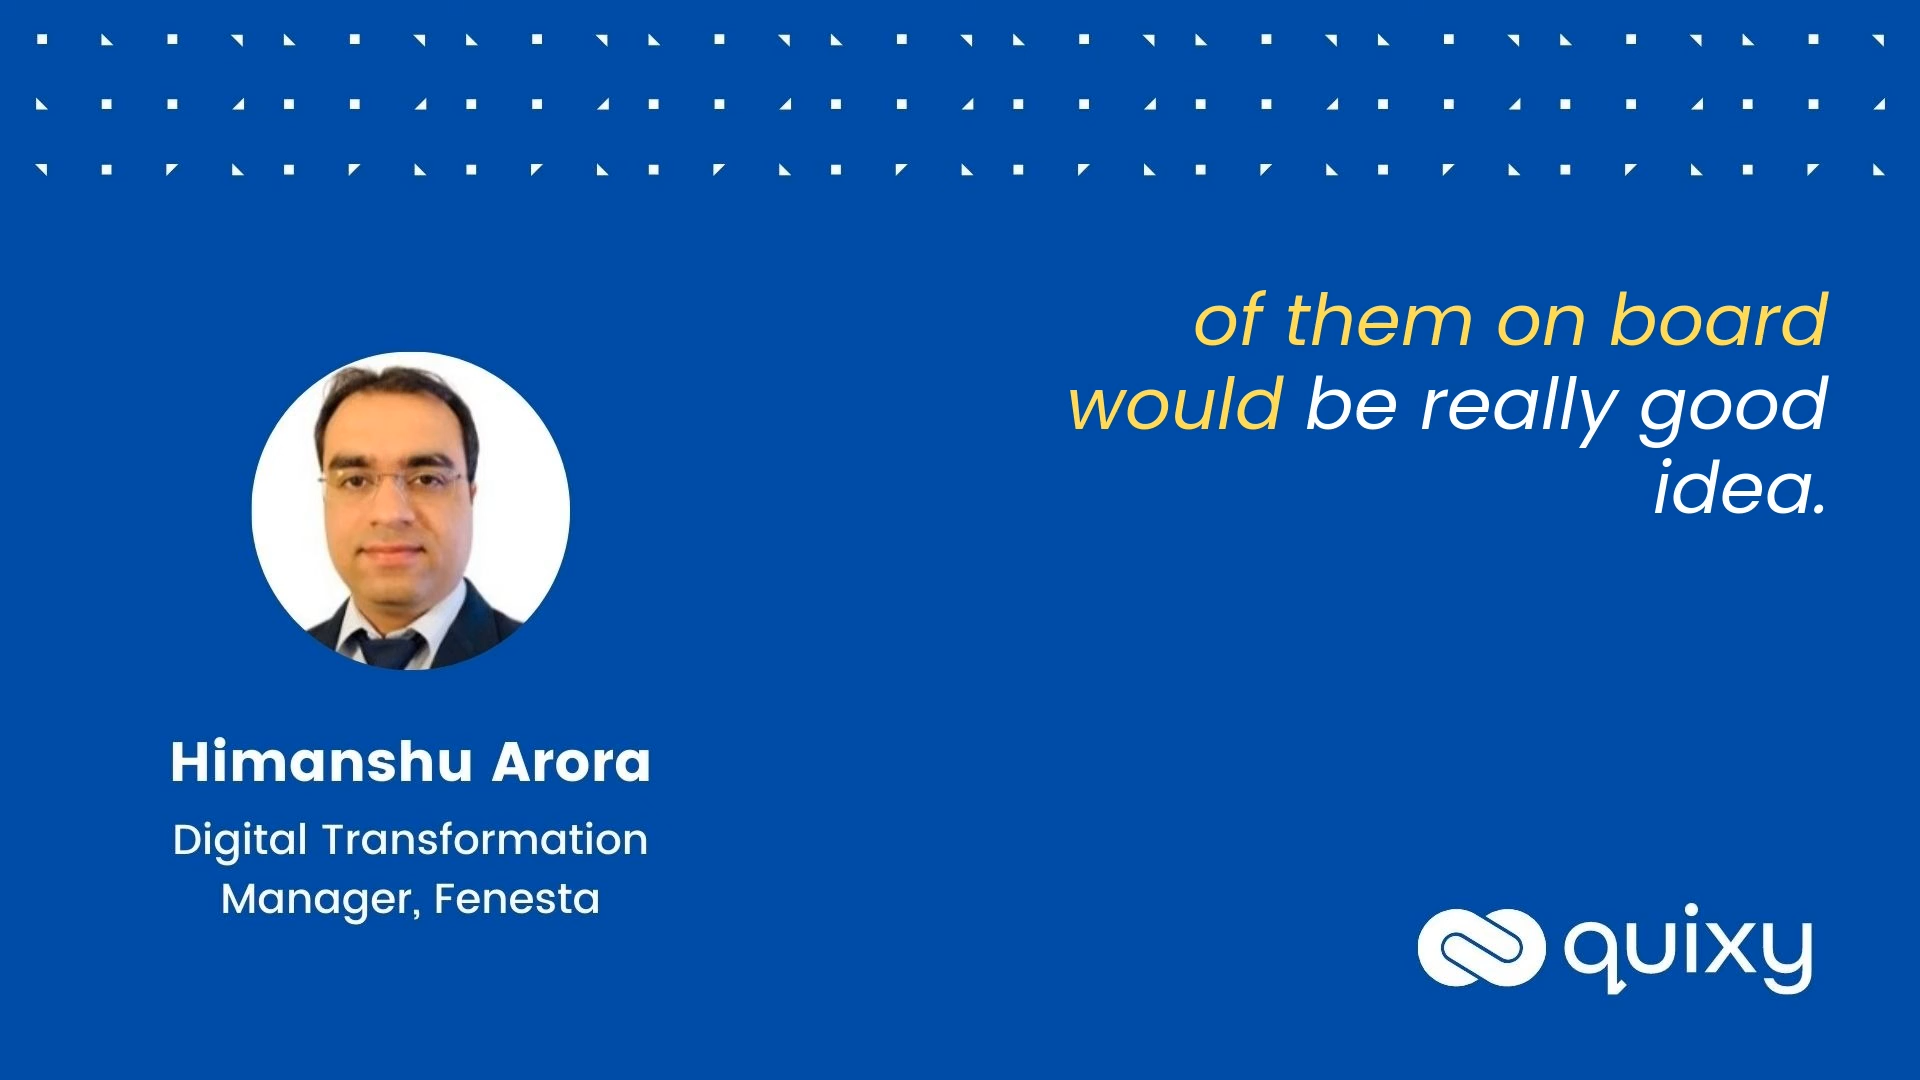 of them on board
would be really good
idea.
Himanshu Arora
Digital Transformation
Manager, Fenesta
quixy